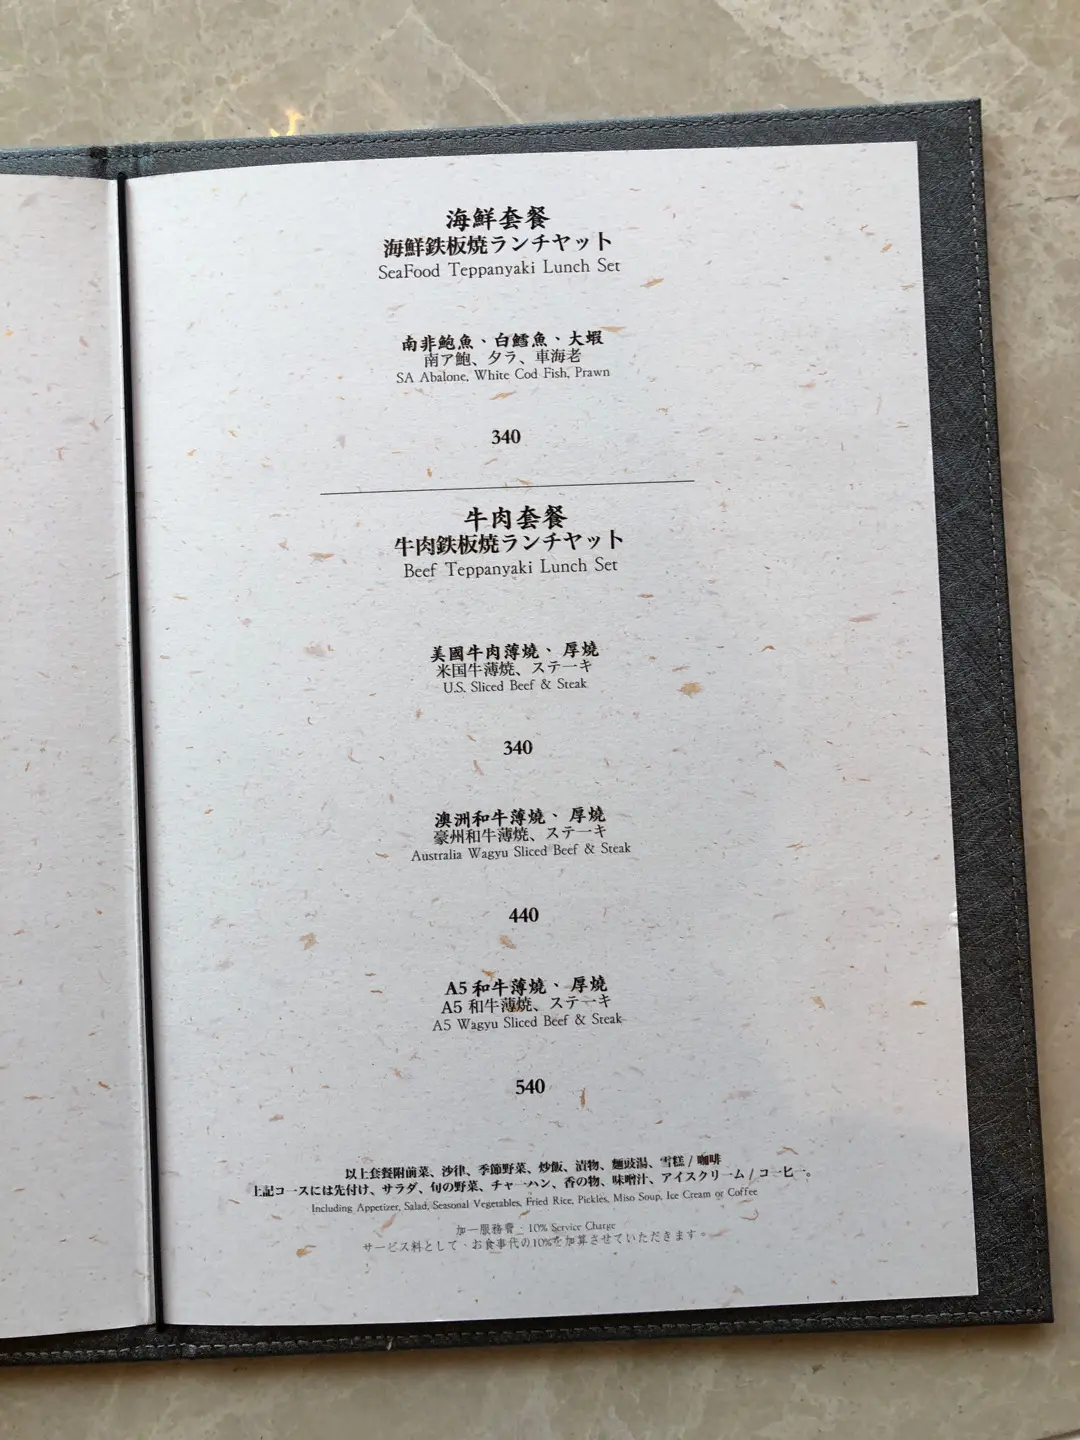 海鮮套餐
海鮮鉄板焼ランチヤット
SeaFood Teppanyaki Lunch Set
南非鮑魚、白鱈魚、大蝦
南ア鮑、タラ、車海老
SA Abalone, White Cod Fish, Prawn
340
牛肉套餐
牛肉鉄板焼ランチヤット
Beef Teppanyaki Lunch Set
美國牛肉薄燒、厚燒
米国牛薄焼、ステーキ
U.S. Sliced Beef & Steak
340
澳洲和牛薄燒、厚燒
豪州和牛薄焼、ステーキ
Australia Wagyu Sliced Beef & Steak
440
A5 和牛薄燒、厚燒
A5 和牛薄焼、ステーキ
A5 Wagyu Sliced Beef & Steak
540
以上套餐附前菜、沙律、季節野菜、炒飯、漬物、麵豉湯、雪糕 / 咖啡
上記コースには先付け、サラダ、旬の野菜、チャーハン、香の物、味噌汁、アイスクリーム / コーヒー。
Including Appetizer, Salad, Seasonal Vegetables, Fried Rice, Pickles, Miso Soup, Ice Cream or Coffee
加一服務費 · 10% Service Charge
サービス料として、お食事代の10%を加算させていただきます。